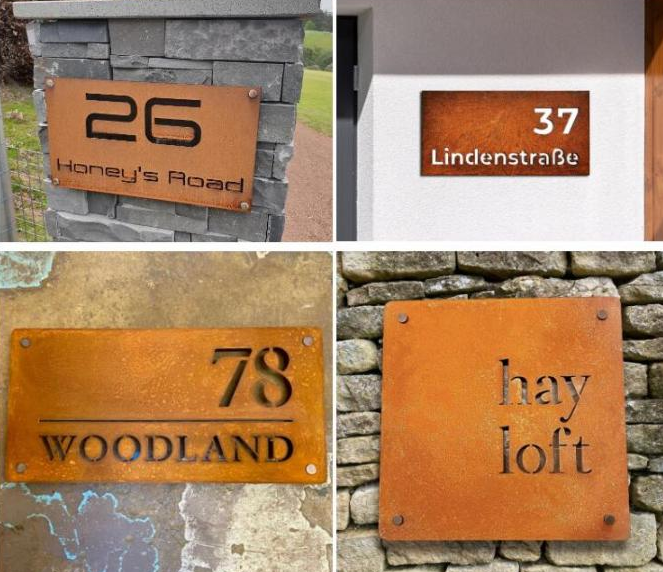 26
Honey's Road
37
Lindenstraße
78
WOODLAND
hay
loft